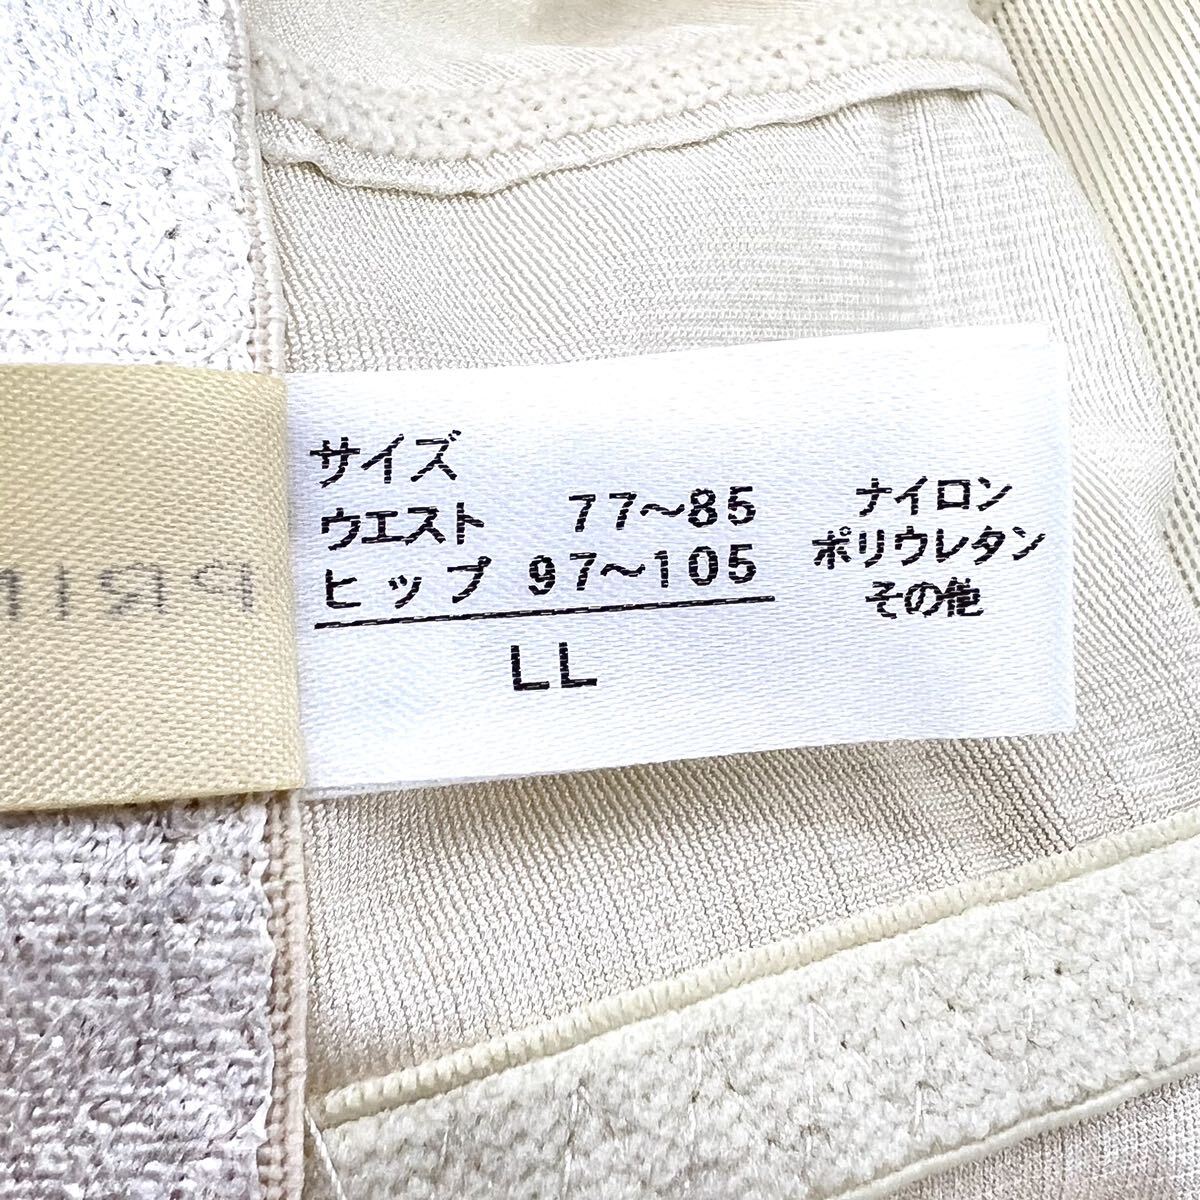 サイズ
ウエスト 77～85
ヒップ 97～105
LL
ナイロン
ポリウレタン
その他